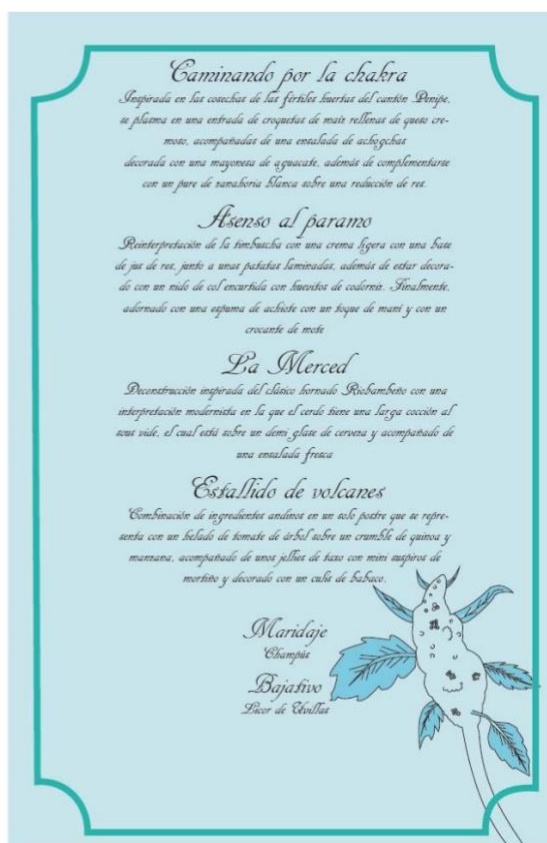 Caminando por la chakra
Inspirada en las cosechas de las fértiles huertas del cantón Penipe,
se plasma en una entrada de croquetas de maíz rellenas de queso cre-
moso, acompañadas de una ensalada de achogchas
decorada con una mayonesa de aguacate, además de complementarse
con un pure de zanahoria blanca sobre una reducción de res.
Asenso al paramo
Reinterpretación de la timbuscha con una crema ligera con una base
de jus de res, junto a unas patatas laminadas, además de estar decora-
do con un nido de col encurtida con huevitos de codorniz. Finalmente,
adornado con una espuma de achiote con un toque de maní y con un
crocante de mote
La Merced
Deconstrucción inspirada del clásico hornado Riobambeño con una
interpretación modernista en la que el cerdo tiene una larga cocción al
sous vide, el cual está sobre un demi glase de cerveza y acompañado de
una ensalada fresca
Estallido de volcanes
Combinación de ingredientes andinos en un solo postre que se repre-
senta con un helado de tomate de árbol sobre un crumble de quinoa y
manzana, acompañado de unos jellies de taxo con mini suspiros de
mortiño y decorado con un culis de babaco.
Maridaje
Champús
Bajativo
Licor de Uvillas